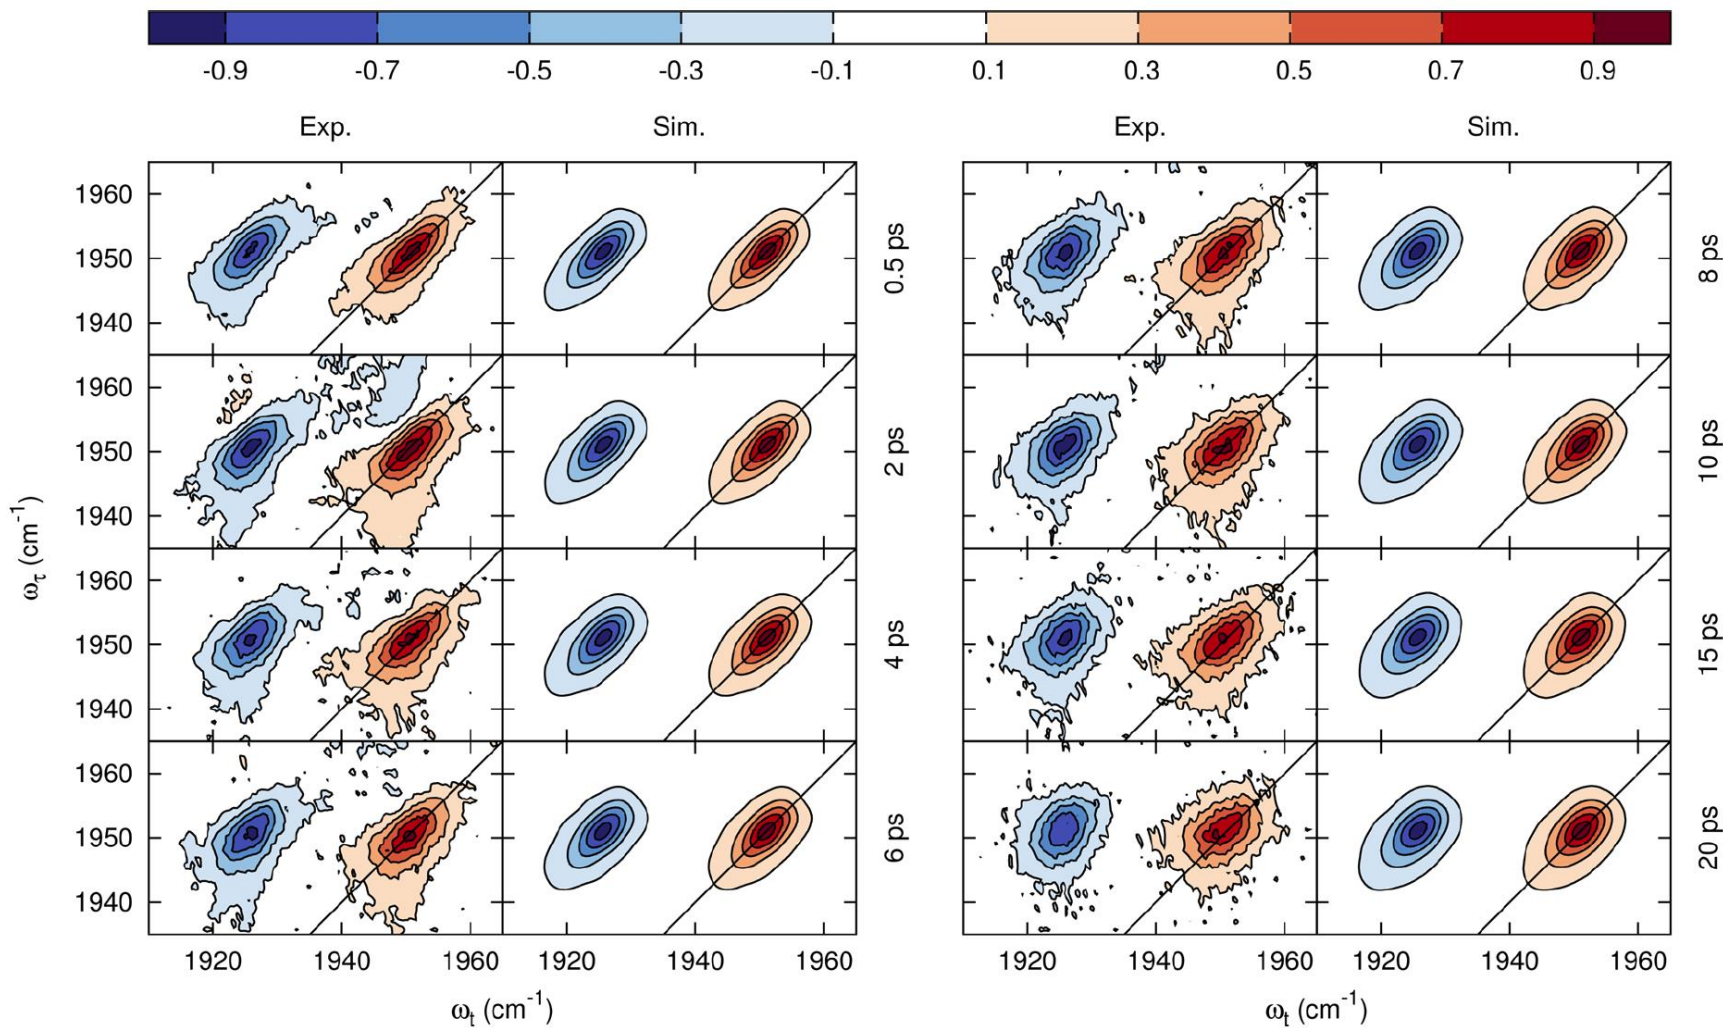 -0.9 -0.7 -0.5 -0.3 -0.1 0.1 0.3 0.5 0.7 0.9
Exp. Sim. Exp. Sim.
1960
1950
1940
0.5 ps
8 ps
1960
1950
1940
2 ps
10 ps
1960
1950
1940
4 ps
15 ps
1960
1950
1940
6 ps
20 ps
ωτ (cm⁻¹)
1920 1940 1960 1920 1940 1960 1920 1940 1960 1920 1940 1960
ωt (cm⁻¹) ωt (cm⁻¹)